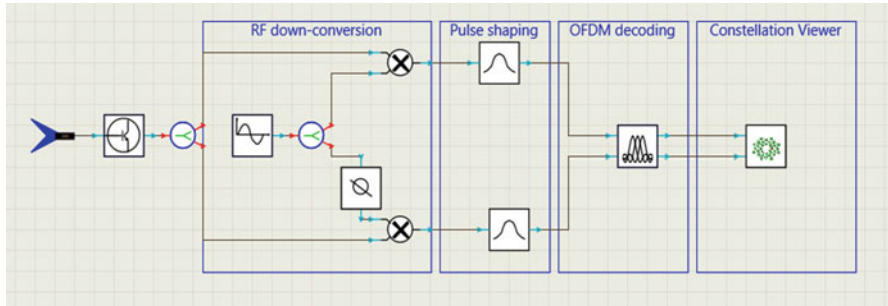 RF down-conversion
Pulse shaping
OFDM decoding
Constellation Viewer